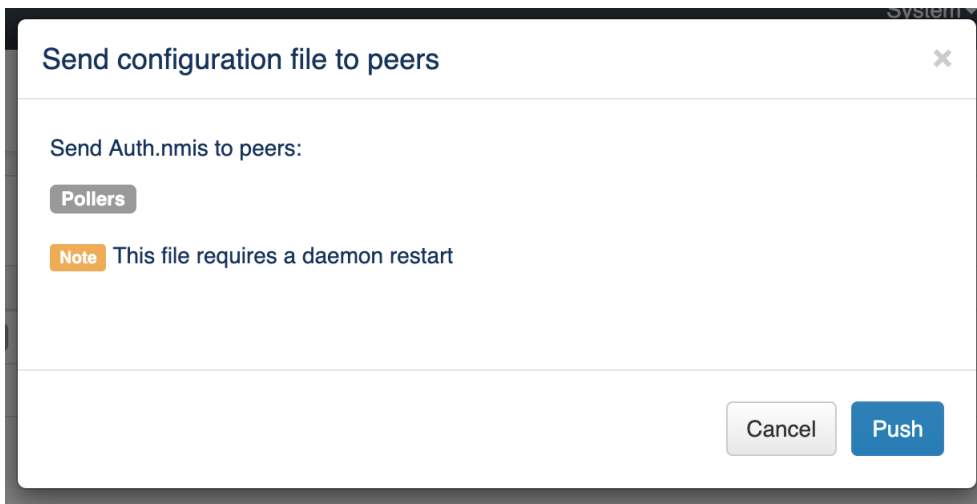 System
Send configuration file to peers
×
Send Auth.nmis to peers:
Pollers
Note This file requires a daemon restart
Cancel Push